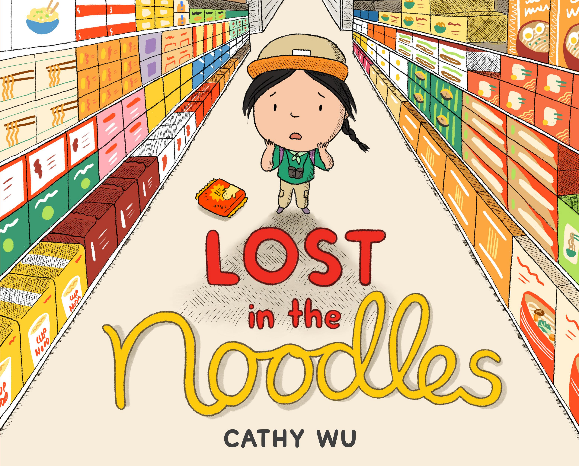 LOST
in the
Noodles
CATHY WU